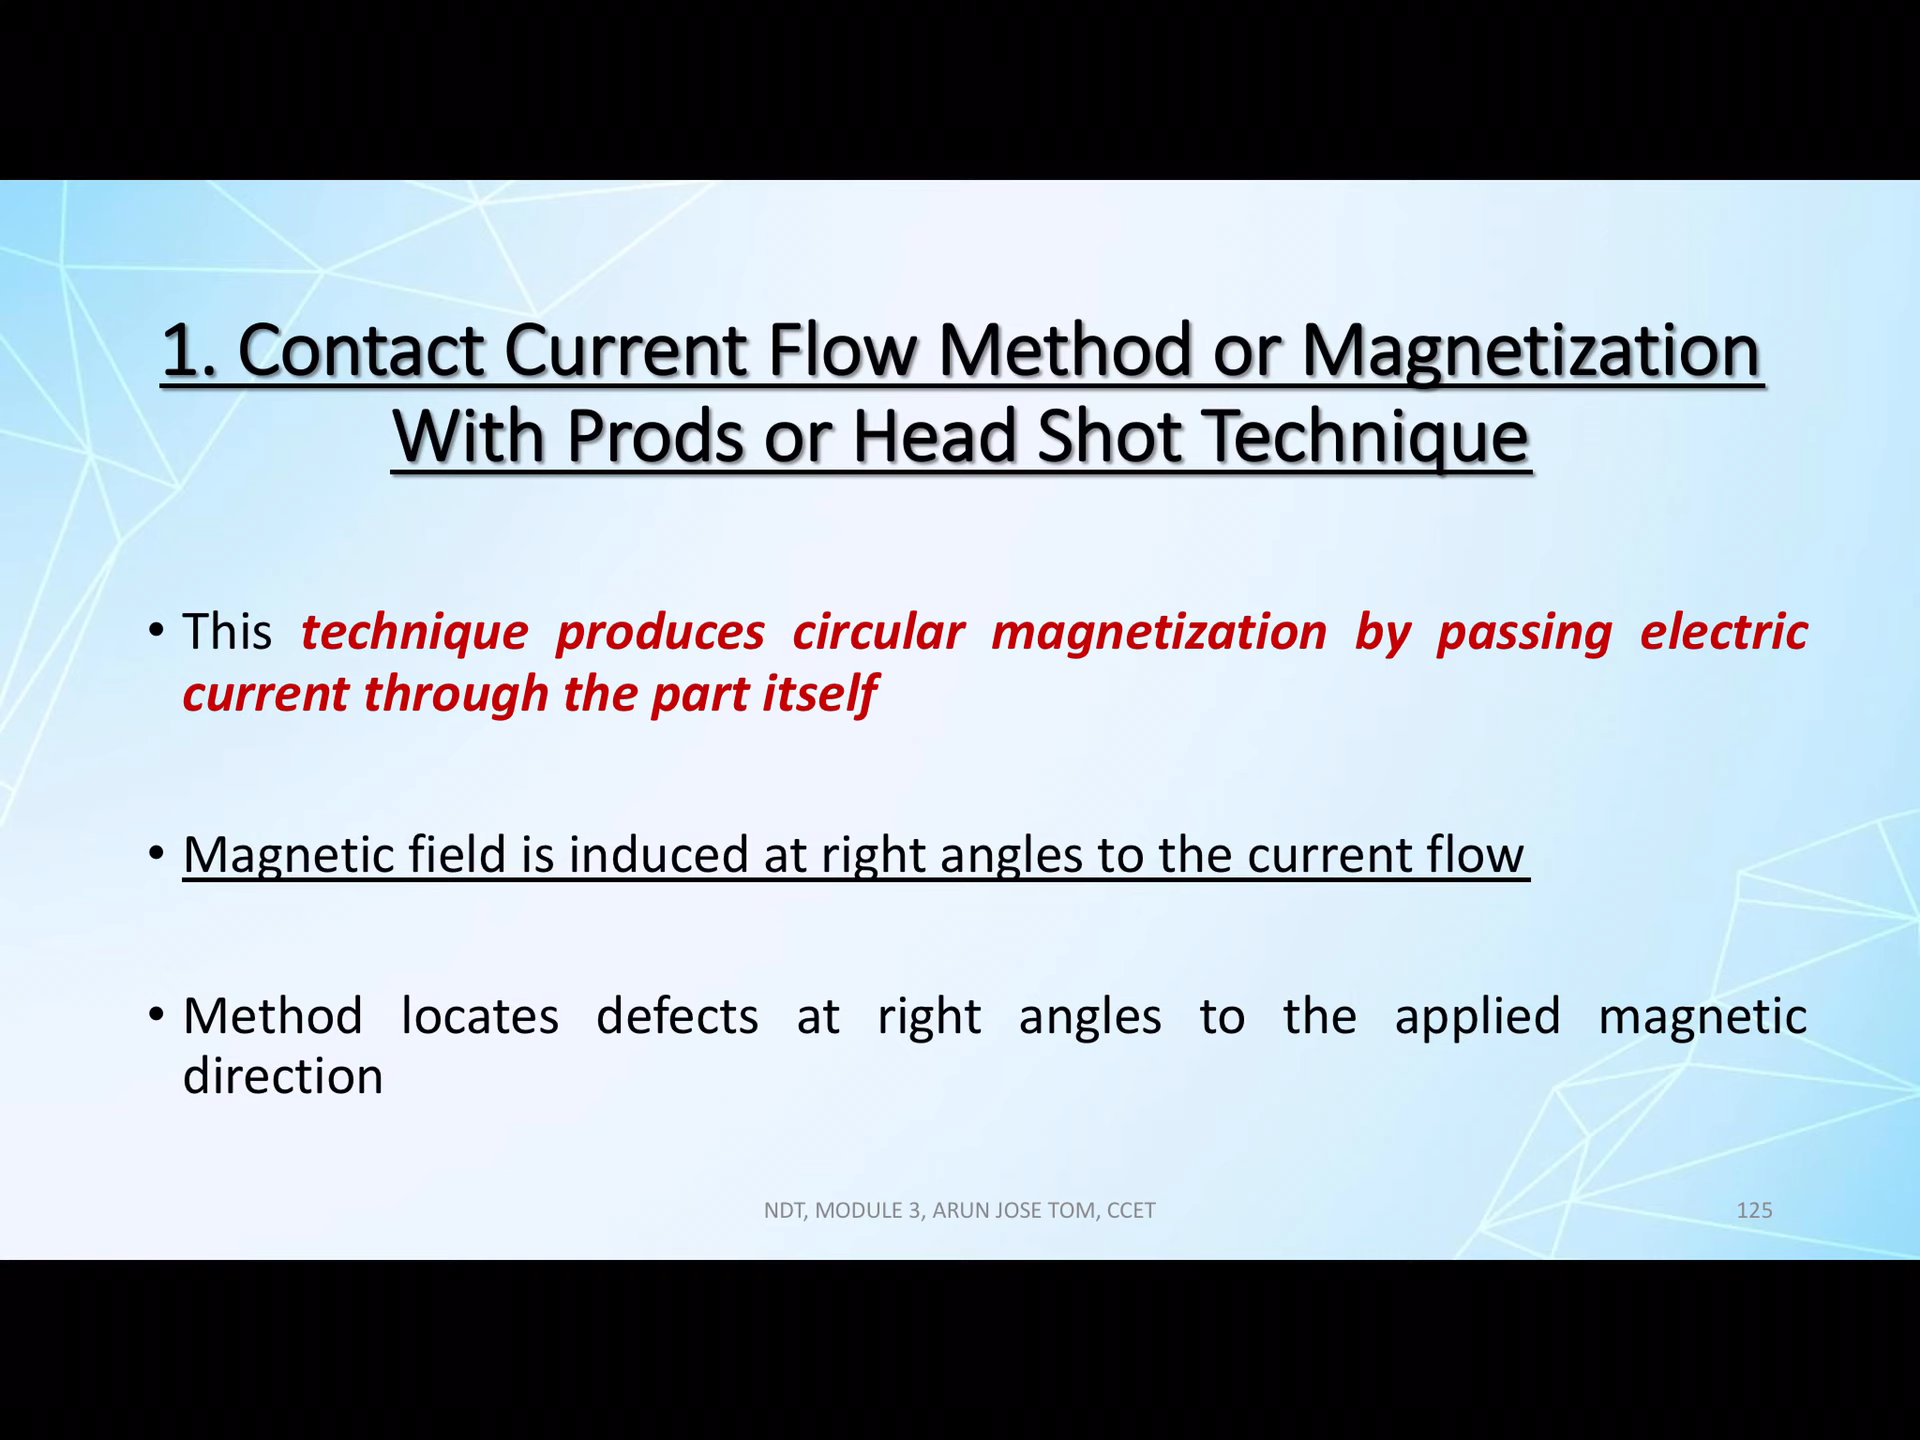 1. Contact Current Flow Method or Magnetization
With Prods or Head Shot Technique
• This technique produces circular magnetization by passing electric
current through the part itself
• Magnetic field is induced at right angles to the current flow
• Method locates defects at right angles to the applied magnetic
direction
NDT, MODULE 3, ARUN JOSE TOM, CCET
125